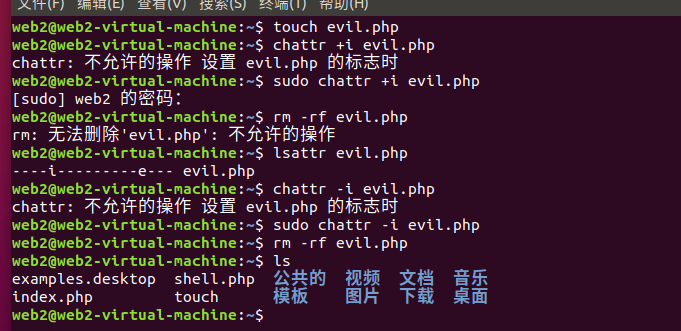 文件(F) 编辑(E) 查看(V) 搜索(S) 终端(T) 帮助(H)
web2@web2-virtual-machine:~$ touch evil.php
web2@web2-virtual-machine:~$ chattr +i evil.php
chattr: 不允许的操作 设置 evil.php 的标志时
web2@web2-virtual-machine:~$ sudo chattr +i evil.php
[sudo] web2 的密码：
web2@web2-virtual-machine:~$ rm -rf evil.php
rm: 无法删除'evil.php': 不允许的操作
web2@web2-virtual-machine:~$ lsattr evil.php
----i---------e--- evil.php
web2@web2-virtual-machine:~$ chattr -i evil.php
chattr: 不允许的操作 设置 evil.php 的标志时
web2@web2-virtual-machine:~$ sudo chattr -i evil.php
web2@web2-virtual-machine:~$ rm -rf evil.php
web2@web2-virtual-machine:~$ ls
examples.desktop shell.php 公共的 视频 文档 音乐
index.php touch 模板 图片 下载 桌面
web2@web2-virtual-machine:~$